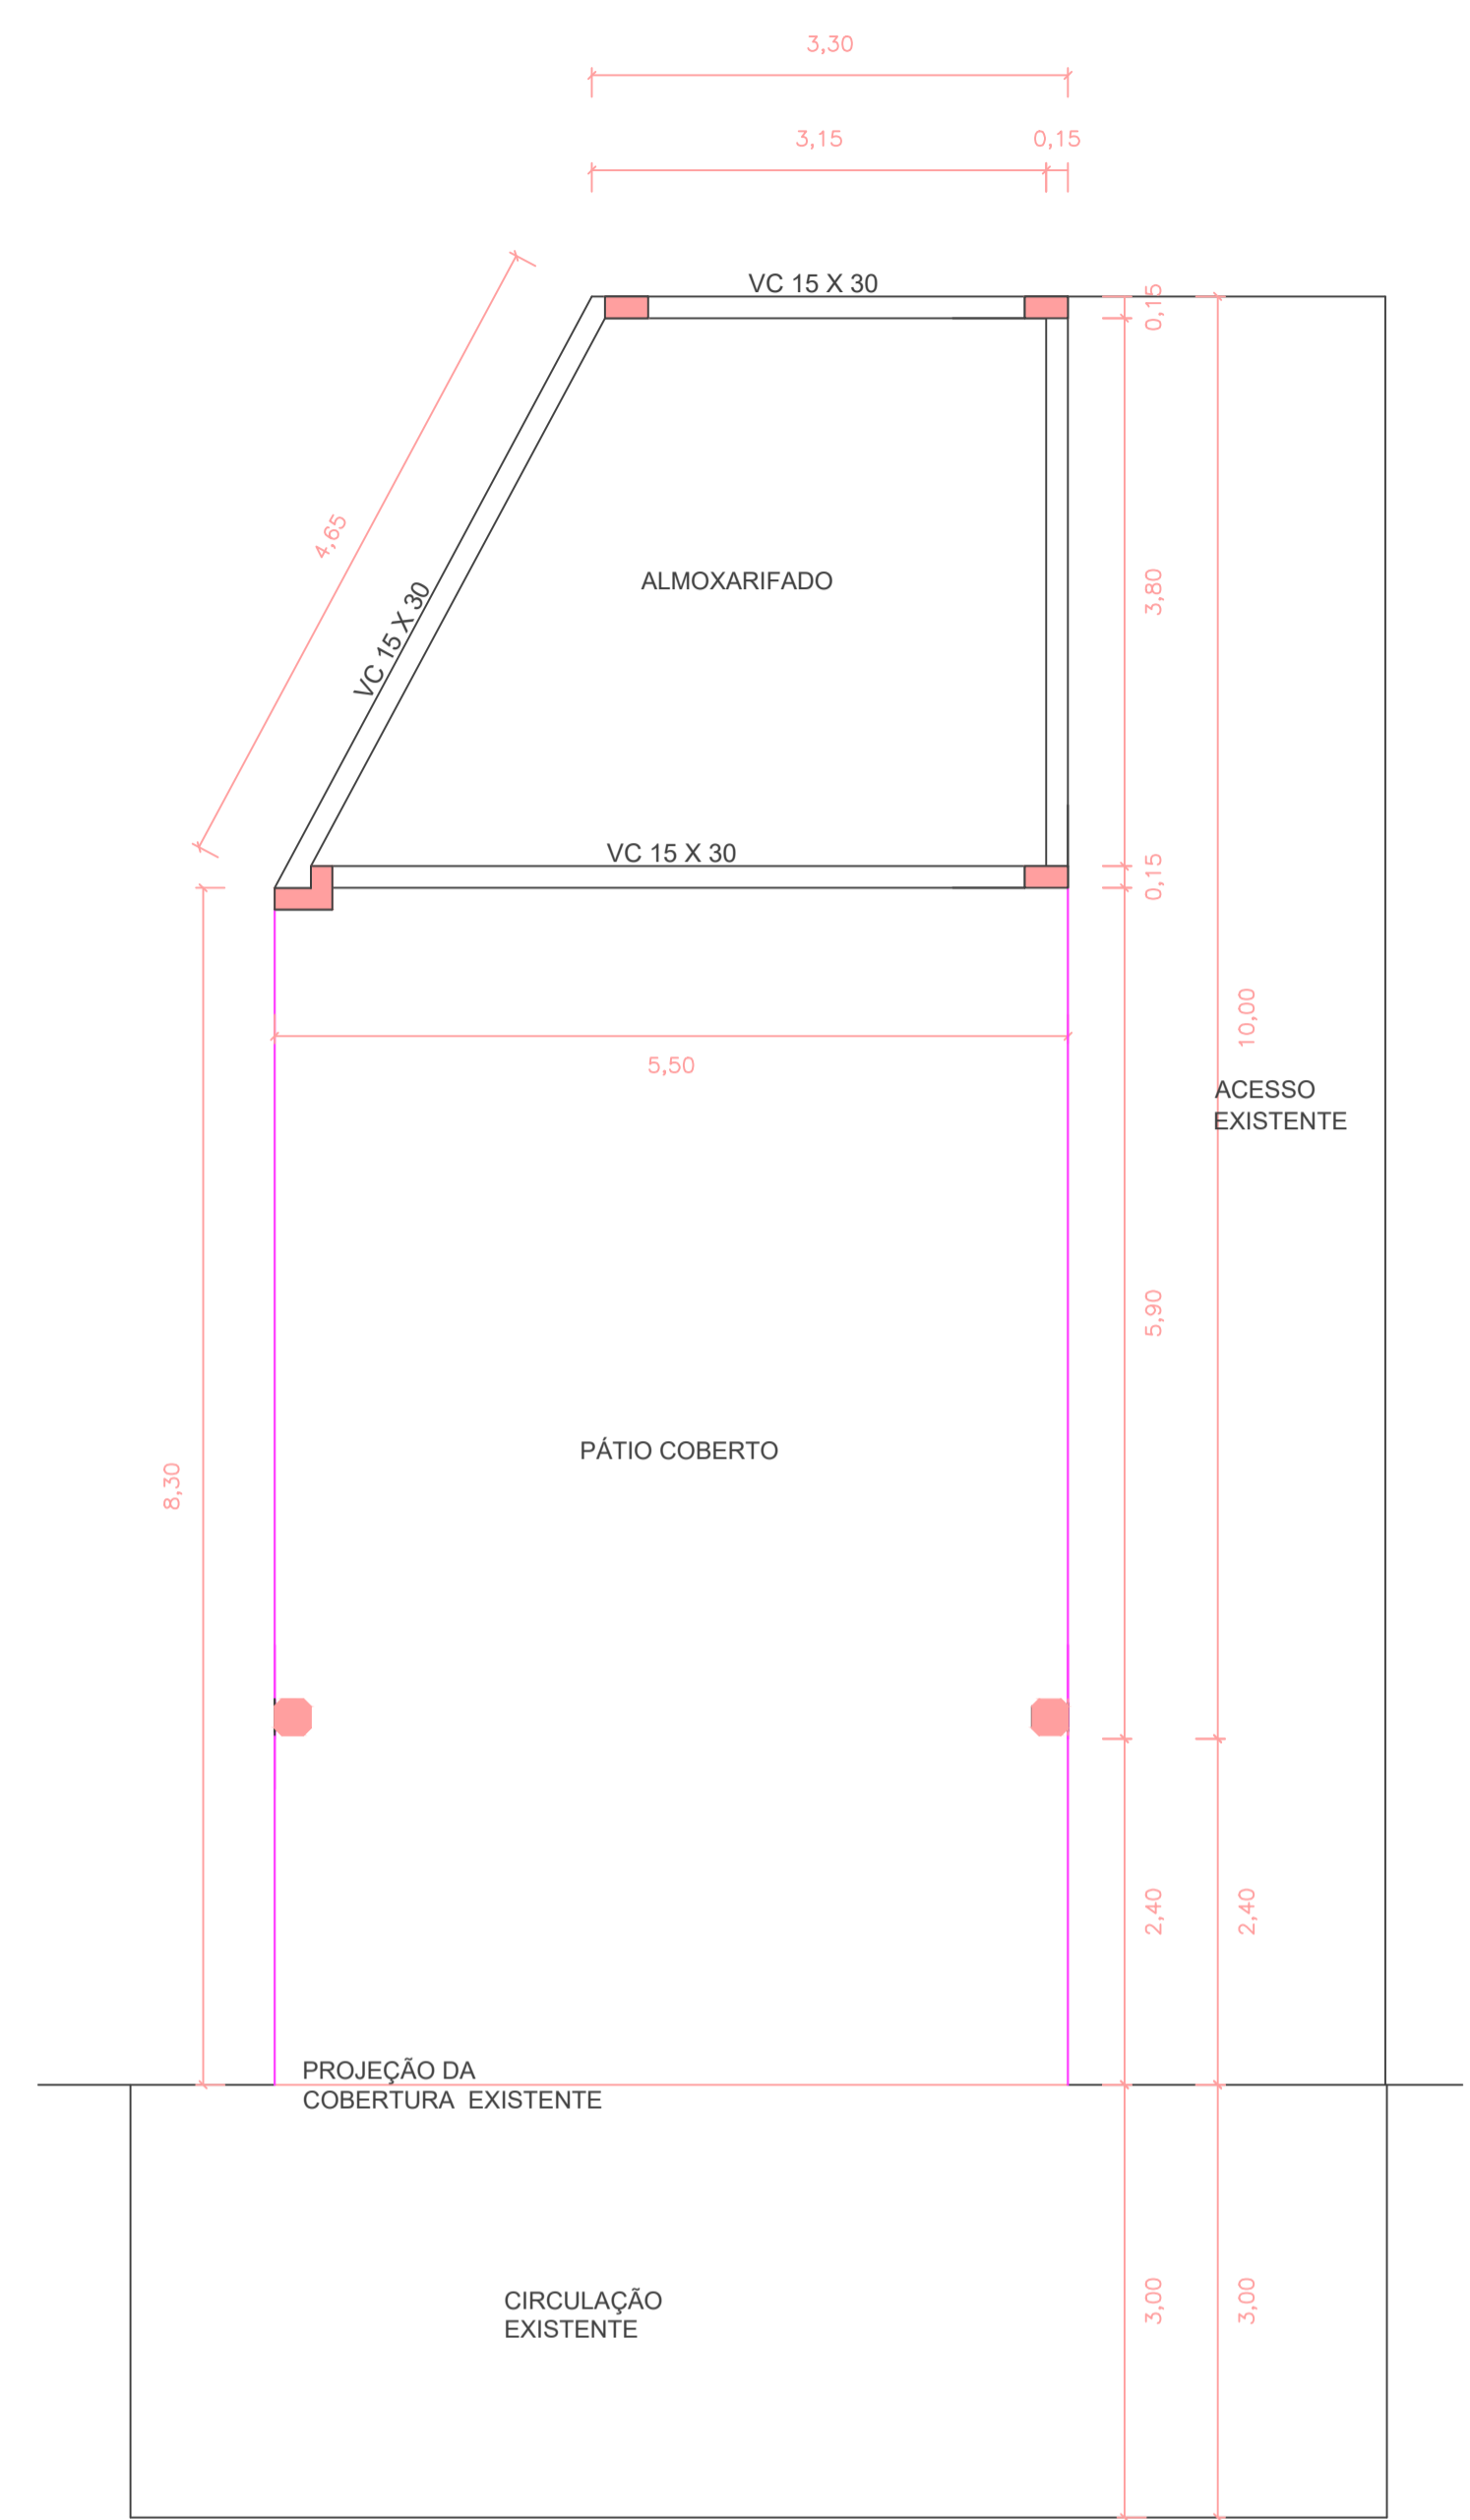 3,30
3,15
0,15
VC 15 X 30
0,15
4,65
VC 15 X 30
ALMOXARIFADO
3,80
VC 15 X 30
0,15
5,50
10,00
ACESSO
EXISTENTE
5,90
PÁTIO COBERTO
8,30
2,40
2,40
PROJEÇÃO DA
COBERTURA  EXISTENTE
CIRCULAÇÃO
EXISTENTE
3,00
3,00